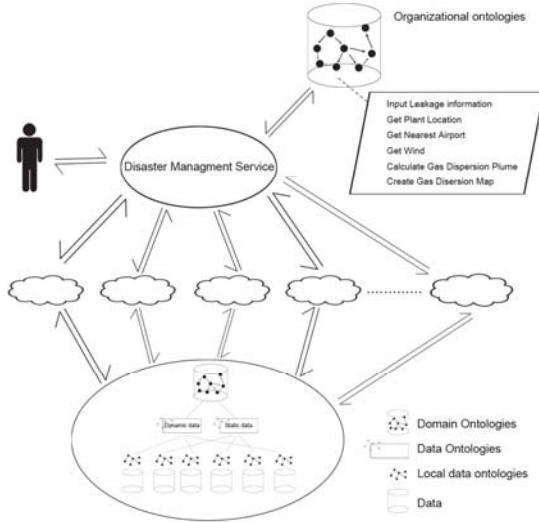 Organizational ontologies
Input Leakage information
Get Plant Location
Get Nearest Airport
Get Wind
Calculate Gas Dispersion Plume
Create Gas Disersion Map
Disaster Managment Service
Dynamic data
Static data
Domain Ontologies
Data Ontologies
Local data ontologies
Data